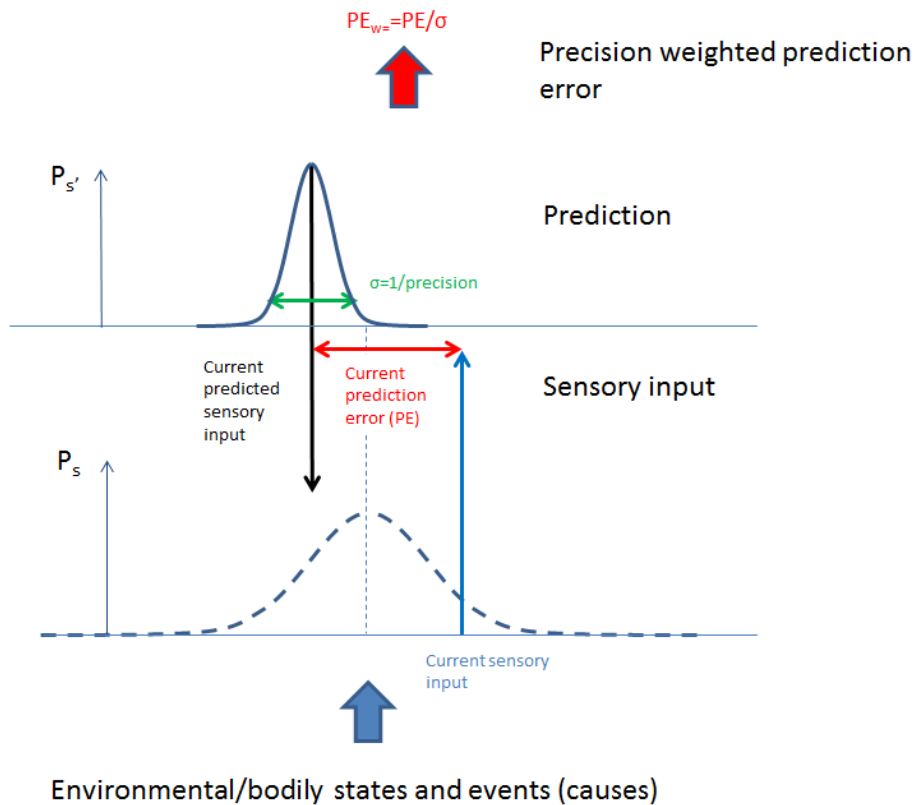 PEw==PE/σ
Precision weighted prediction
error
Ps'
Prediction
σ=1/precision
Current
predicted
sensory
input
Current
prediction
error (PE)
Sensory input
Ps
Current sensory
input
Environmental/bodily states and events (causes)